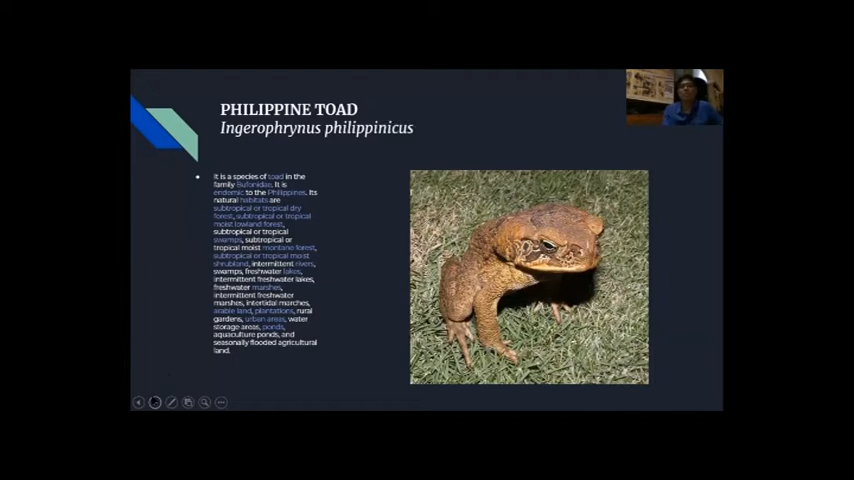 PHILIPPINE TOAD
Ingerophrynus philippinicus
It is a species of toad in the
family Bufonidae. It is
endemic to the Philippines. Its
natural habitats are
subtropical or tropical dry
forest, subtropical or tropical
moist lowland forest,
subtropical or tropical
swamps, subtropical or
tropical moist montane forest,
subtropical or tropical moist
shrubland, intermittent rivers,
swamps, freshwater lakes,
intermittent freshwater lakes,
freshwater marshes,
intermittent freshwater
marshes, intertidal marches,
arable land, plantations, rural
gardens, urban areas, water
storage areas, ponds,
aquaculture ponds, and
seasonally flooded agricultural
land.